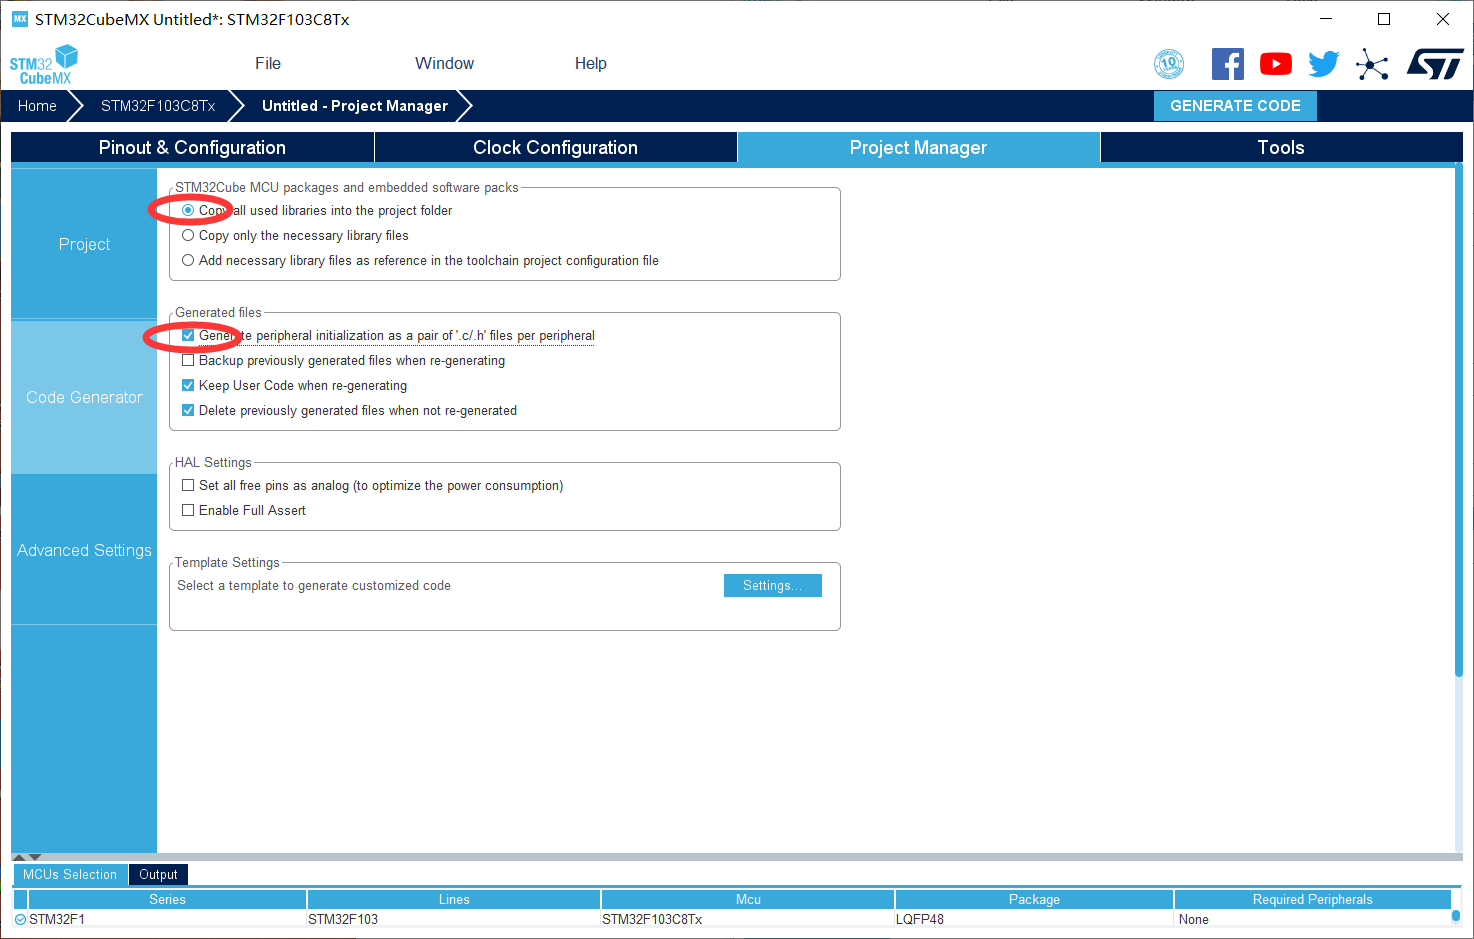 MX STM32CubeMX Untitled*: STM32F103C8Tx
STM32
CubeMX
File Window Help
10
Home STM32F103C8Tx Untitled - Project Manager GENERATE CODE
Pinout & Configuration Clock Configuration Project Manager Tools
Project
Code Generator
Advanced Settings
STM32Cube MCU packages and embedded software packs
Copy all used libraries into the project folder
Copy only the necessary library files
Add necessary library files as reference in the toolchain project configuration file
Generated files
Generate peripheral initialization as a pair of '.c/.h' files per peripheral
Backup previously generated files when re-generating
Keep User Code when re-generating
Delete previously generated files when not re-generated
HAL Settings
Set all free pins as analog (to optimize the power consumption)
Enable Full Assert
Template Settings
Select a template to generate customized code Settings...
MCUs Selection Output
Series Lines Mcu Package Required Peripherals
STM32F1 STM32F103 STM32F103C8Tx LQFP48 None